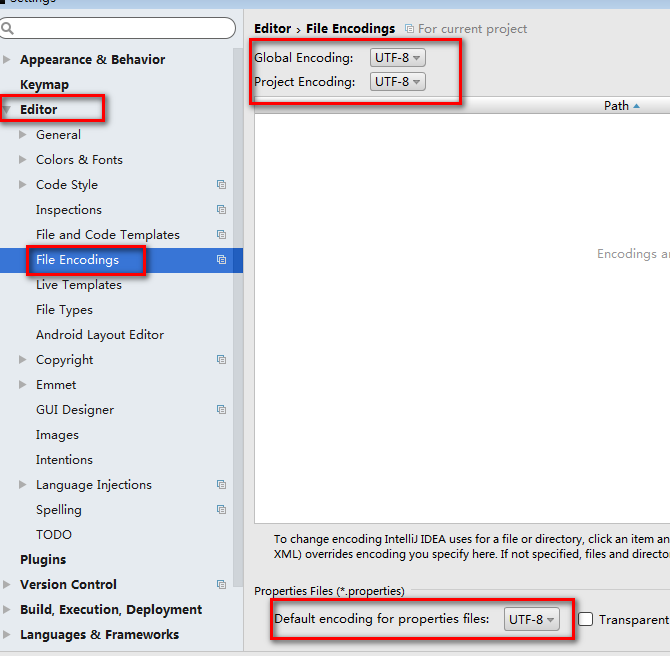 Settings
Appearance & Behavior
Keymap
Editor
General
Colors & Fonts
Code Style
Inspections
File and Code Templates
File Encodings
Live Templates
File Types
Android Layout Editor
Copyright
Emmet
GUI Designer
Images
Intentions
Language Injections
Spelling
TODO
Plugins
Version Control
Build, Execution, Deployment
Languages & Frameworks
Editor › File Encodings For current project
Global Encoding: UTF-8
Project Encoding: UTF-8
Path
Encodings
To change encoding IntelliJ IDEA uses for a file or directory, click an item an
XML) overrides encoding you specify here. If not specified, files and directo
Properties Files (*.properties)
Default encoding for properties files: UTF-8 Transparent